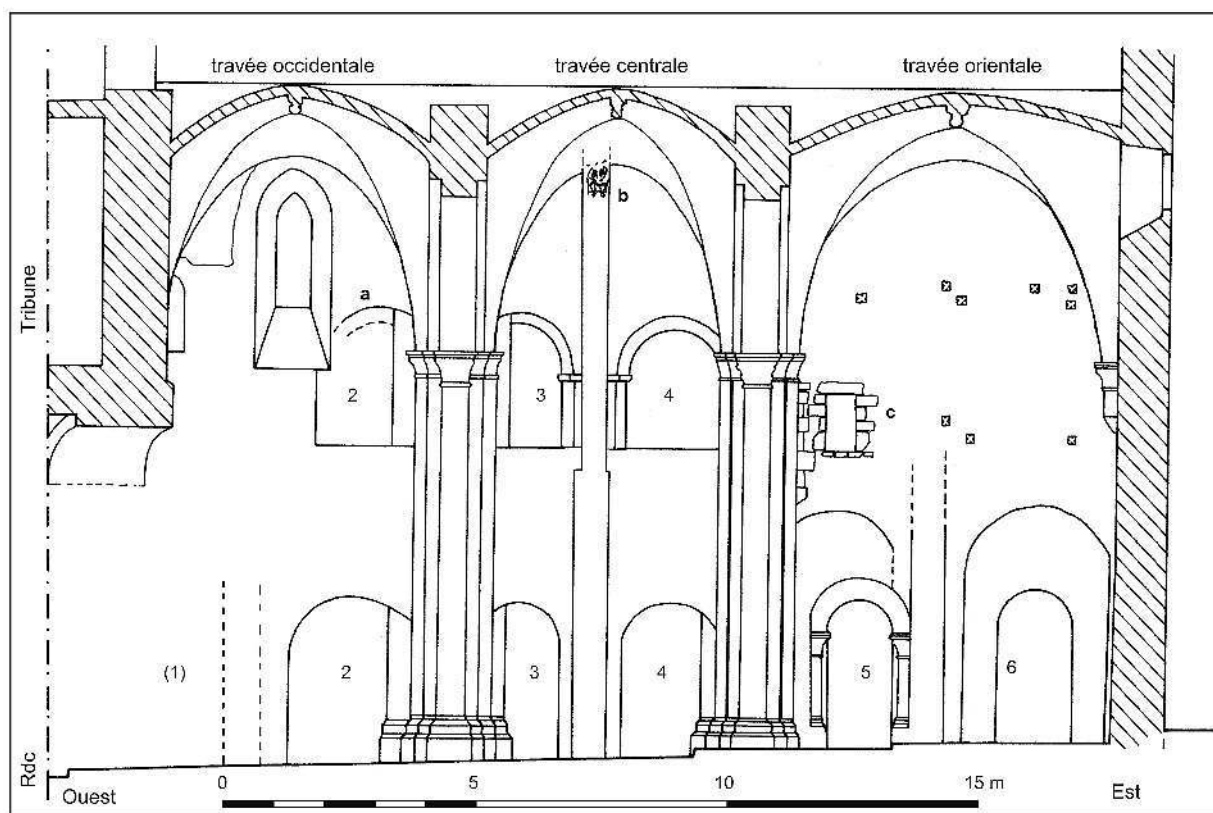 travée occidentale travée centrale travée orientale
Tribune
b
a
2 3 4 c
(1) 2 3 4 5 6
Rdc
Ouest 0 5 10 15 m Est